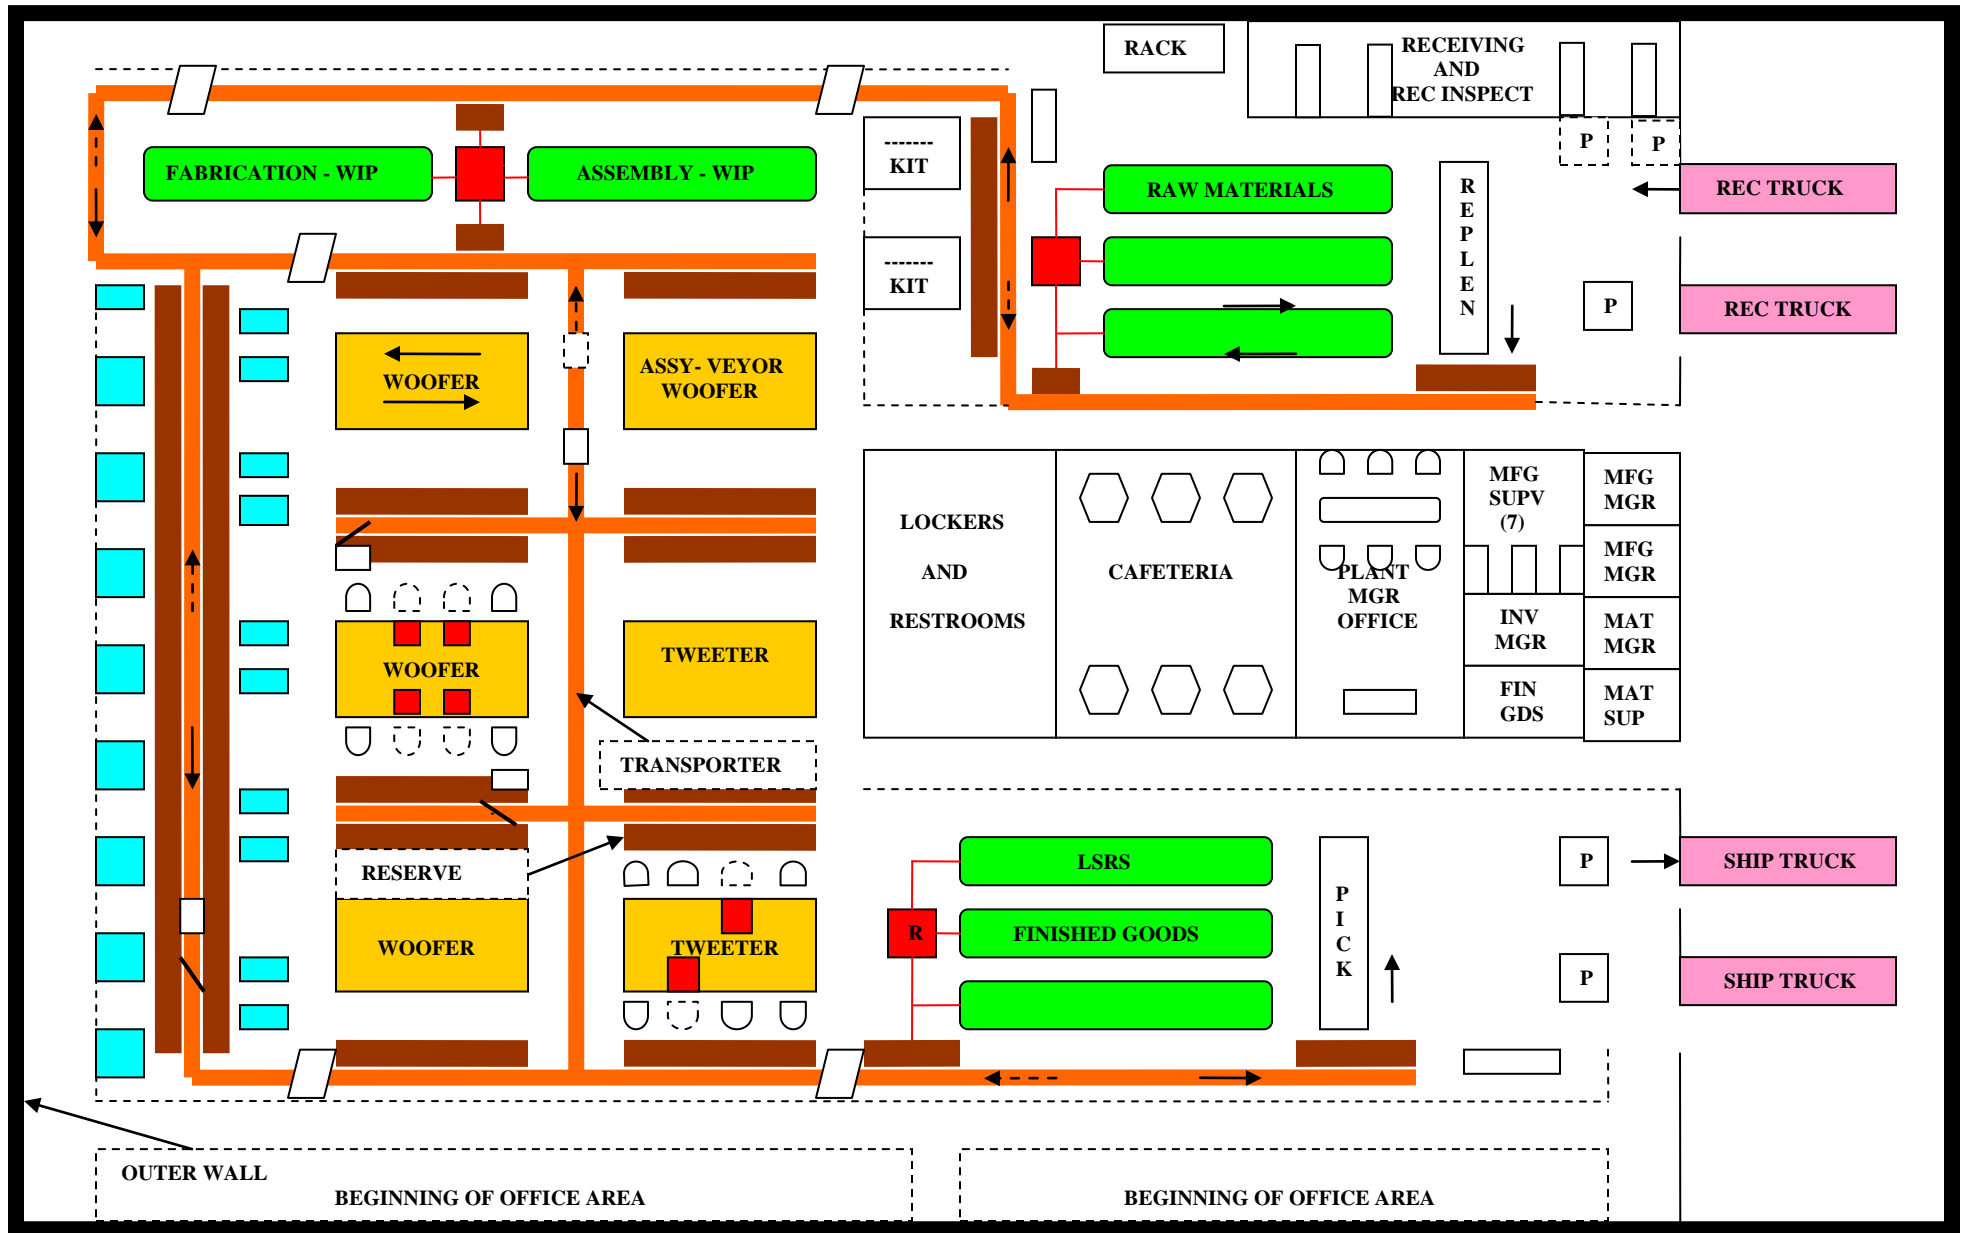 RACK
RECEIVING
AND
REC INSPECT
P
P
FABRICATION - WIP
ASSEMBLY - WIP
-------
KIT
RAW MATERIALS
R
E
P
L
E
N
REC TRUCK
-------
KIT
P
REC TRUCK
WOOFER
ASSY- VEYOR
WOOFER
LOCKERS
AND
RESTROOMS
CAFETERIA
PLANT
MGR
OFFICE
MFG
SUPV
(7)
MFG
MGR
MFG
MGR
INV
MGR
MAT
MGR
FIN
GDS
MAT
SUP
WOOFER
TWEETER
TRANSPORTER
RESERVE
WOOFER
TWEETER
LSRS
R
FINISHED GOODS
P
I
C
K
P
SHIP TRUCK
P
SHIP TRUCK
OUTER WALL
BEGINNING OF OFFICE AREA
BEGINNING OF OFFICE AREA